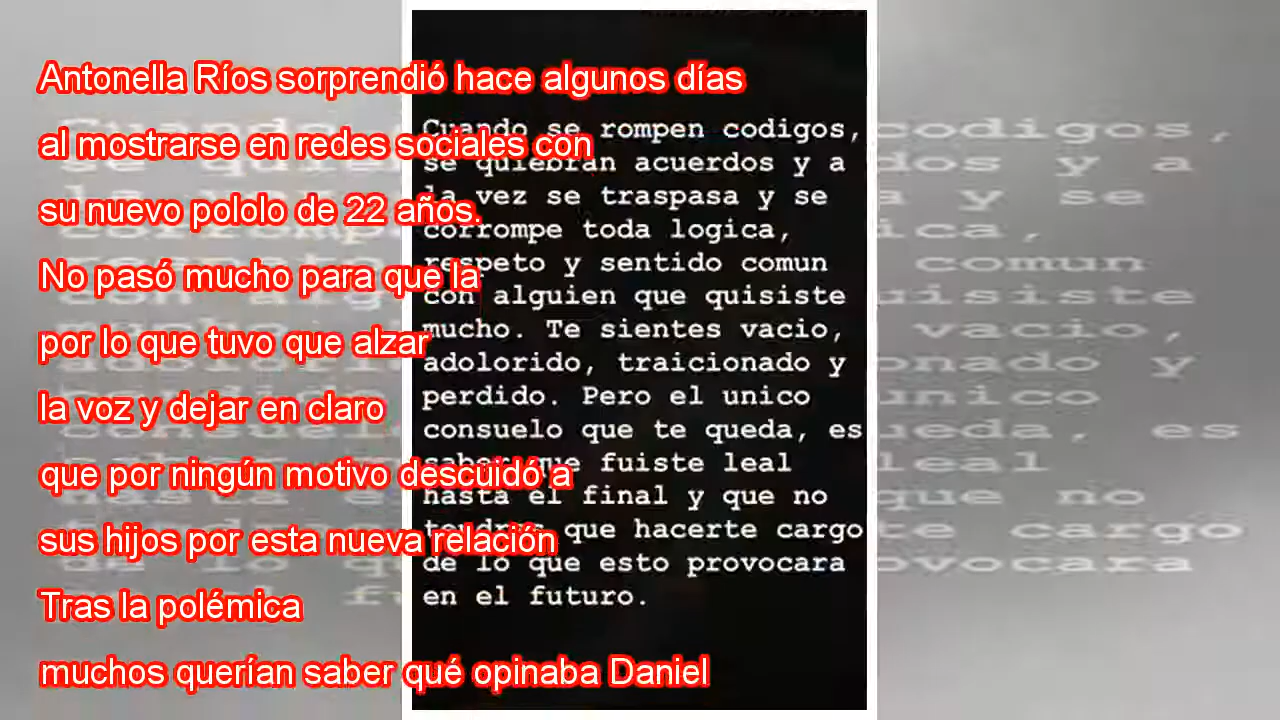 Antonella Ríos sorprendió hace algunos días
al mostrarse en redes sociales con
su nuevo pololo de 22 años.
No pasó mucho para que la
por lo que tuvo que alzar
la voz y dejar en claro
que por ningún motivo descuidó a
sus hijos por esta nueva relación
Tras la polémica
muchos querían saber qué opinaba Daniel
Cuando se rompen codigos,
se quiebran acuerdos y a
la vez se traspasa y se
corrompe toda logica,
respeto y sentido comun
con alguien que quisiste
mucho. Te sientes vacio,
adolorido, traicionado y
perdido. Pero el unico
consuelo que te queda, es
saber que fuiste leal
hasta el final y que no
tendras que hacerte cargo
de lo que esto provocara
en el futuro.